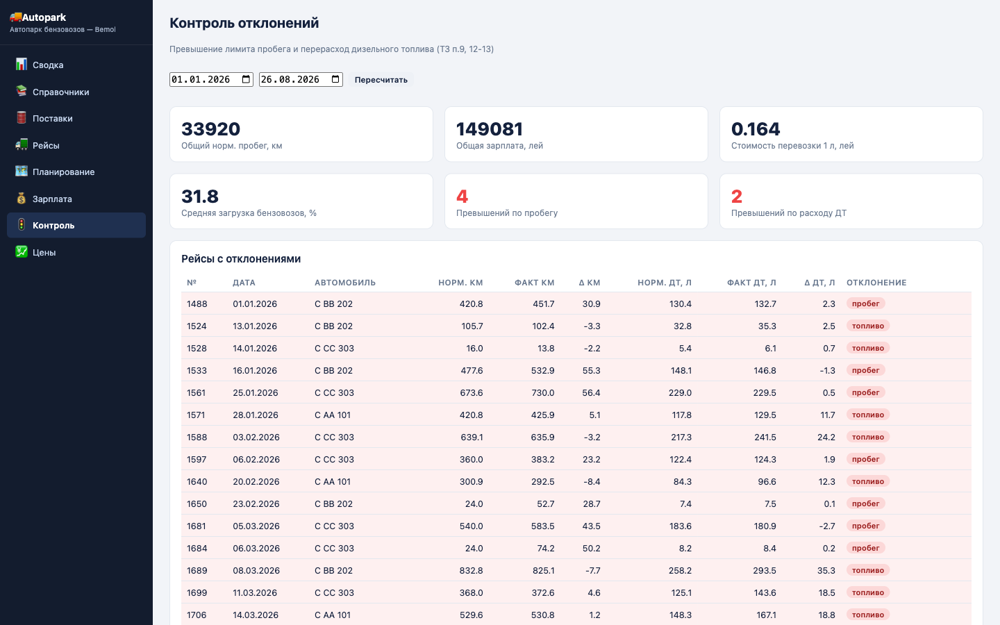 Autopark
Автопарк бензовозов — Bemol
Сводка
Справочники
Поставки
Рейсы
Планирование
Зарплата
Контроль
Цены
Контроль отклонений
Превышение лимита пробега и перерасход дизельного топлива (ТЗ п.9, 12-13)
01.01.2026 26.08.2026 Пересчитать
33920
Общий норм. пробег, км
149081
Общая зарплата, лей
0.164
Стоимость перевозки 1 л, лей
31.8
Средняя загрузка бензовозов, %
4
Превышений по пробегу
2
Превышений по расходу ДТ
Рейсы с отклонениями
№ ДАТА АВТОМОБИЛЬ НОРМ. КМ ФАКТ КМ Δ КМ НОРМ. ДТ, Л ФАКТ ДТ, Л Δ ДТ, Л ОТКЛОНЕНИЕ
1488 01.01.2026 C BB 202 420.8 451.7 30.9 130.4 132.7 2.3 пробег
1524 13.01.2026 C BB 202 105.7 102.4 -3.3 32.8 35.3 2.5 топливо
1528 14.01.2026 C CC 303 16.0 13.8 -2.2 5.4 6.1 0.7 топливо
1533 16.01.2026 C BB 202 477.6 532.9 55.3 148.1 146.8 -1.3 пробег
1561 25.01.2026 C CC 303 673.6 730.0 56.4 229.0 229.5 0.5 пробег
1571 28.01.2026 C AA 101 420.8 425.9 5.1 117.8 129.5 11.7 топливо
1588 03.02.2026 C CC 303 639.1 635.9 -3.2 217.3 241.5 24.2 топливо
1597 06.02.2026 C CC 303 360.0 383.2 23.2 122.4 124.3 1.9 пробег
1640 20.02.2026 C AA 101 300.9 292.5 -8.4 84.3 96.6 12.3 топливо
1650 23.02.2026 C BB 202 24.0 52.7 28.7 7.4 7.5 0.1 пробег
1681 05.03.2026 C CC 303 540.0 583.5 43.5 183.6 180.9 -2.7 пробег
1684 06.03.2026 C CC 303 24.0 74.2 50.2 8.2 8.4 0.2 пробег
1689 08.03.2026 C BB 202 832.8 825.1 -7.7 258.2 293.5 35.3 топливо
1699 11.03.2026 C CC 303 368.0 372.6 4.6 125.1 143.6 18.5 топливо
1706 14.03.2026 C AA 101 529.6 530.8 1.2 148.3 167.1 18.8 топливо